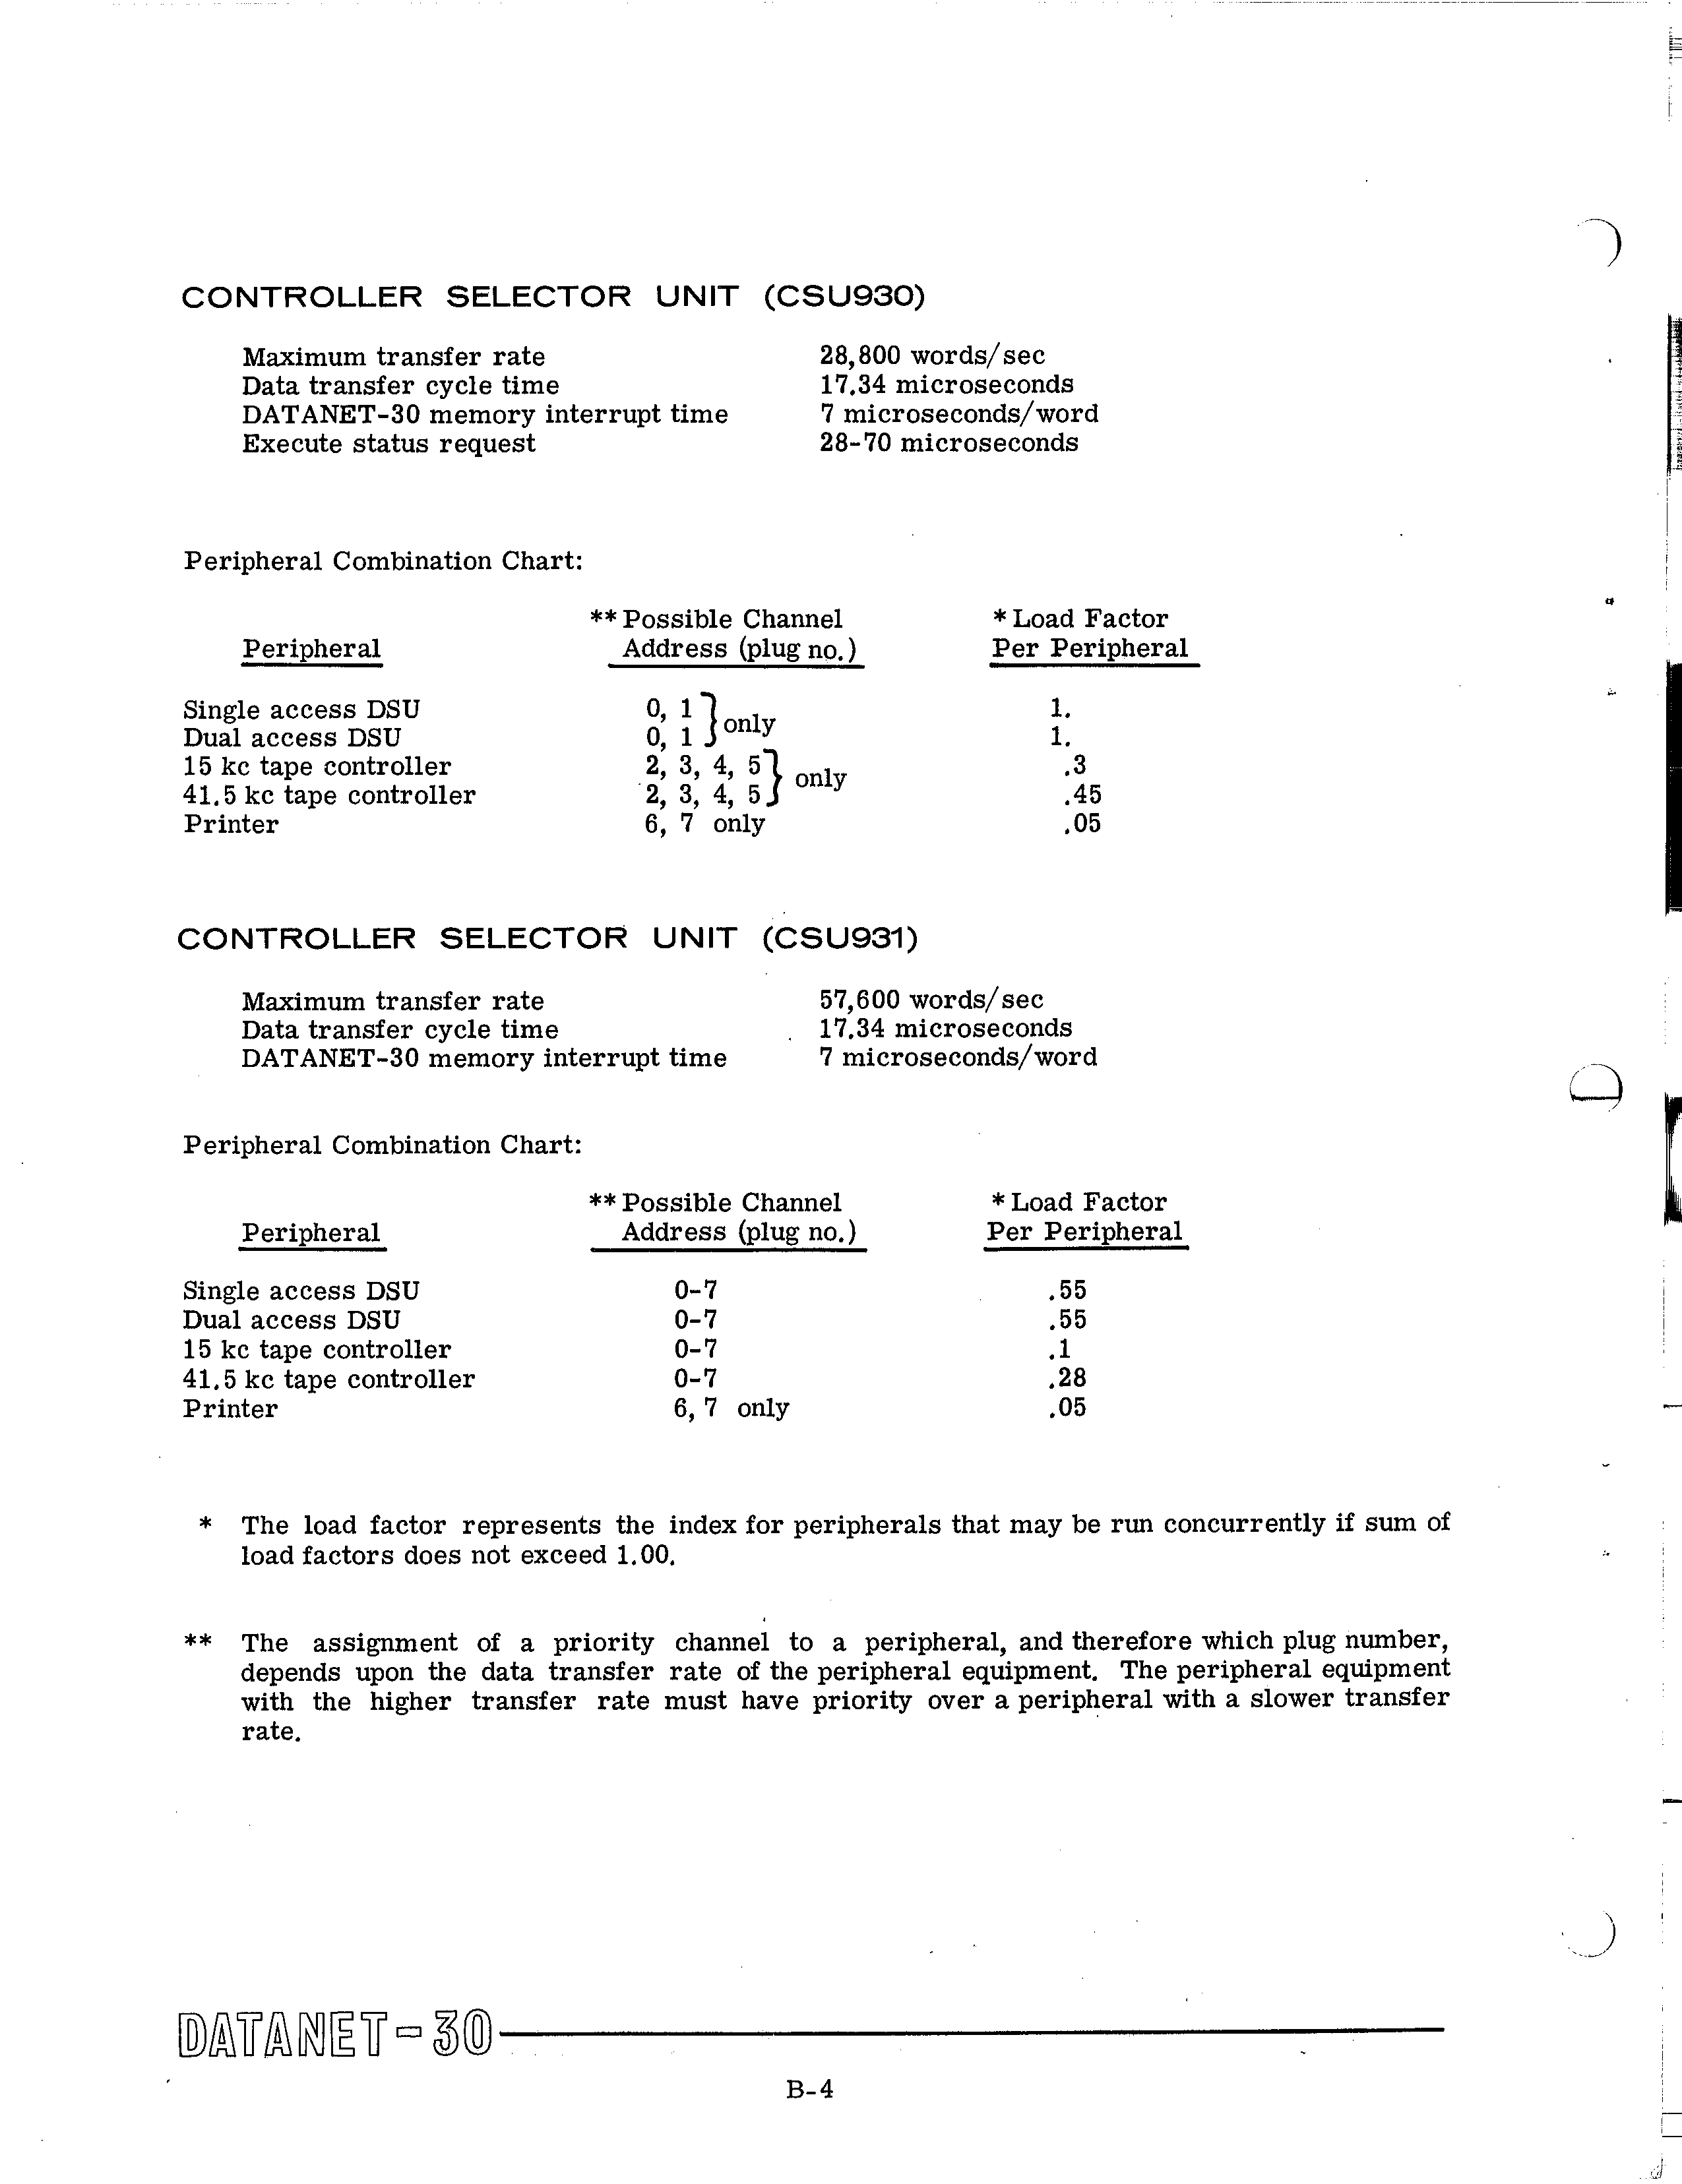 CONTROLLER SELECTOR UNIT (CSU930)
Maximum transfer rate 28,800 words/sec
Data transfer cycle time 17.34 microseconds
DATANET-30 memory interrupt time 7 microseconds/word
Execute status request 28-70 microseconds
Peripheral Combination Chart:
** Possible Channel * Load Factor
Peripheral Address (plug no.) Per Peripheral
Single access DSU 0, 1 } only 1.
Dual access DSU 0, 1 1.
15 kc tape controller 2, 3, 4, 5 } only .3
41.5 kc tape controller 2, 3, 4, 5 .45
Printer 6, 7 only .05
CONTROLLER SELECTOR UNIT (CSU931)
Maximum transfer rate 57,600 words/sec
Data transfer cycle time 17.34 microseconds
DATANET-30 memory interrupt time 7 microseconds/word
Peripheral Combination Chart:
** Possible Channel * Load Factor
Peripheral Address (plug no.) Per Peripheral
Single access DSU 0-7 .55
Dual access DSU 0-7 .55
15 kc tape controller 0-7 .1
41.5 kc tape controller 0-7 .28
Printer 6, 7 only .05
* The load factor represents the index for peripherals that may be run concurrently if sum of
load factors does not exceed 1.00.
** The assignment of a priority channel to a peripheral, and therefore which plug number,
depends upon the data transfer rate of the peripheral equipment. The peripheral equipment
with the higher transfer rate must have priority over a peripheral with a slower transfer
rate.
DATANET-30
B-4